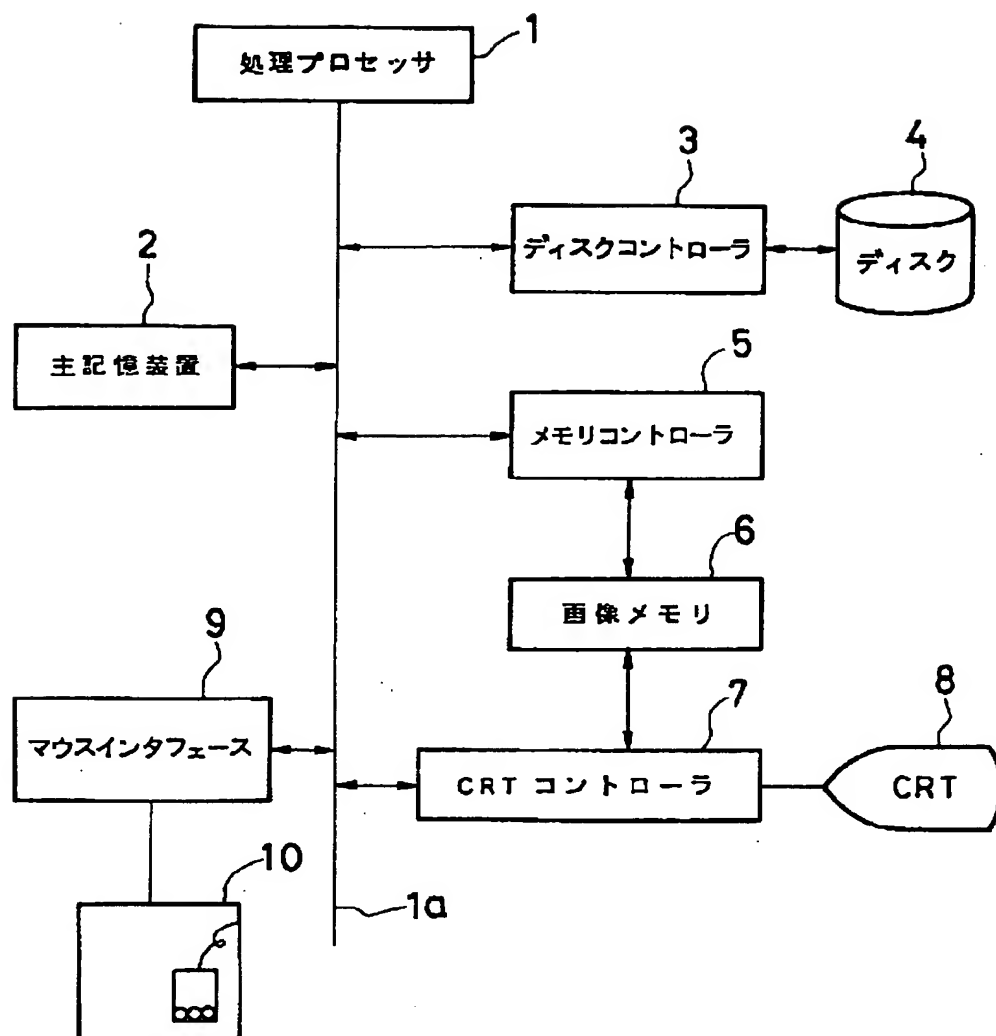 1
処理プロセッサ
3
4
ディスクコントローラ
ディスク
2
主記憶装置
5
メモリコントローラ
6
画像メモリ
9
マウスインタフェース
7
8
CRT コントローラ
CRT
10
1a